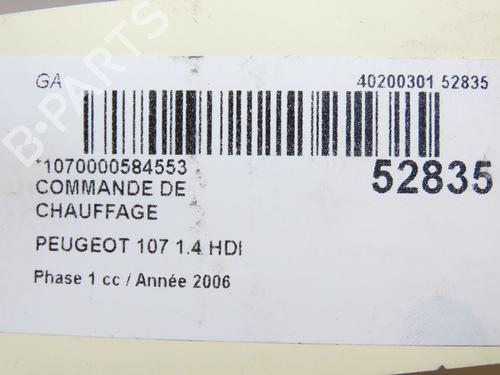 GA
40200301 52835
*1070000584553
52835
COMMANDE DE
CHAUFFAGE
PEUGEOT 107 1.4 HDI
Phase 1 cc / Année 2006
B-PARTS